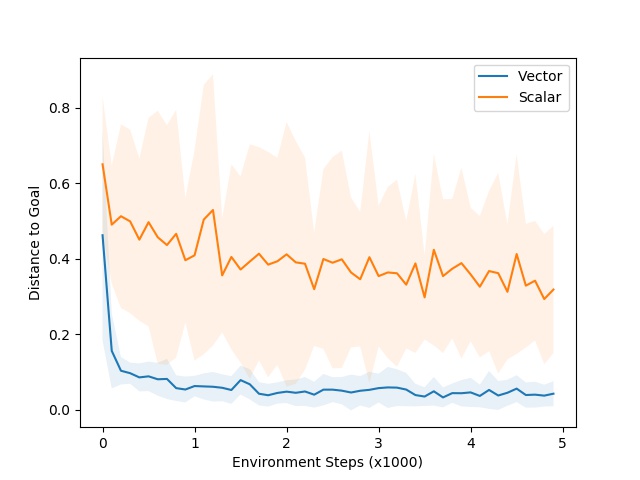 Vector
Scalar
0.8
0.6
0.4
0.2
0.0
Distance to Goal
0 1 2 3 4 5
Environment Steps (x1000)